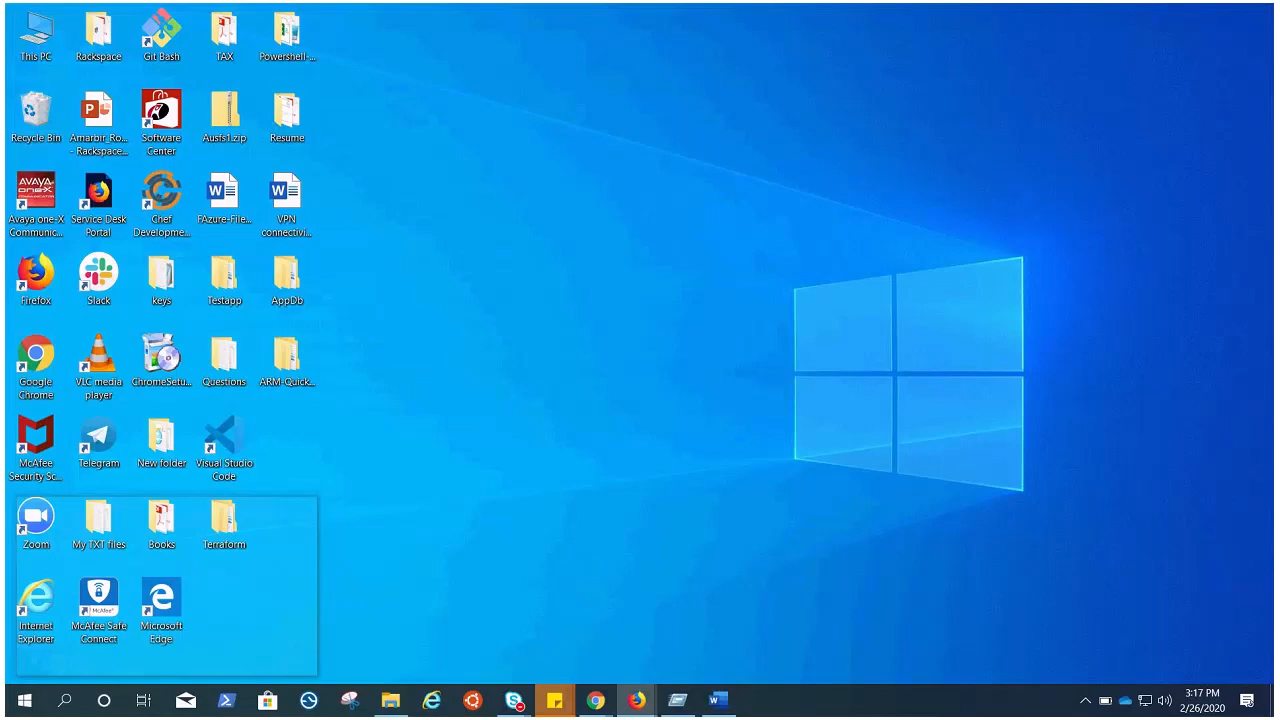 This PC
Rackspace
Git Bash
TAX
Powershell-...
Recycle Bin
Amarbir_Ro...
- Rackspace...
Software
Center
Ausfs1.zip
Resume
AVAYA
one-X
Avaya one-X
Communic...
Service Desk
Portal
Chef
Developme...
FAzure-File...
VPN
connectivi...
Firefox
Slack
keys
Testapp
AppDb
Google
Chrome
VLC media
player
ChromeSetu...
Questions
ARM-Quick...
McAfee
Security Sc...
Telegram
New folder
Visual Studio
Code
Zoom
My TXT files
Books
Terraform
Internet
Explorer
McAfee
McAfee Safe
Connect
Microsoft
Edge
3:17 PM
2/26/2020